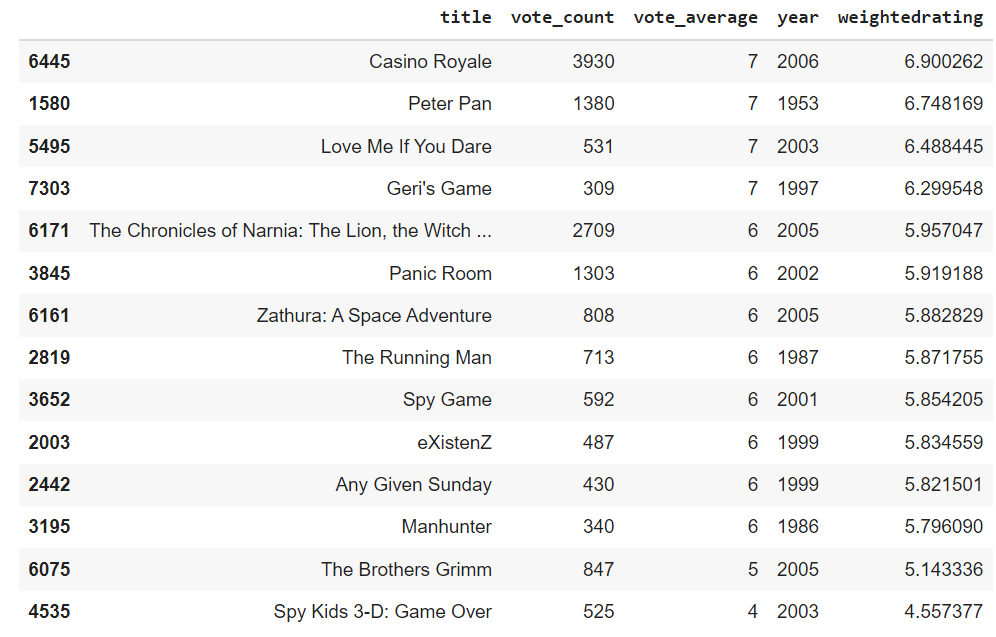 title vote_count vote_average year weightedrating
6445 Casino Royale 3930 7 2006 6.900262
1580 Peter Pan 1380 7 1953 6.748169
5495 Love Me If You Dare 531 7 2003 6.488445
7303 Geri's Game 309 7 1997 6.299548
6171 The Chronicles of Narnia: The Lion, the Witch ... 2709 6 2005 5.957047
3845 Panic Room 1303 6 2002 5.919188
6161 Zathura: A Space Adventure 808 6 2005 5.882829
2819 The Running Man 713 6 1987 5.871755
3652 Spy Game 592 6 2001 5.854205
2003 eXistenZ 487 6 1999 5.834559
2442 Any Given Sunday 430 6 1999 5.821501
3195 Manhunter 340 6 1986 5.796090
6075 The Brothers Grimm 847 5 2005 5.143336
4535 Spy Kids 3-D: Game Over 525 4 2003 4.557377